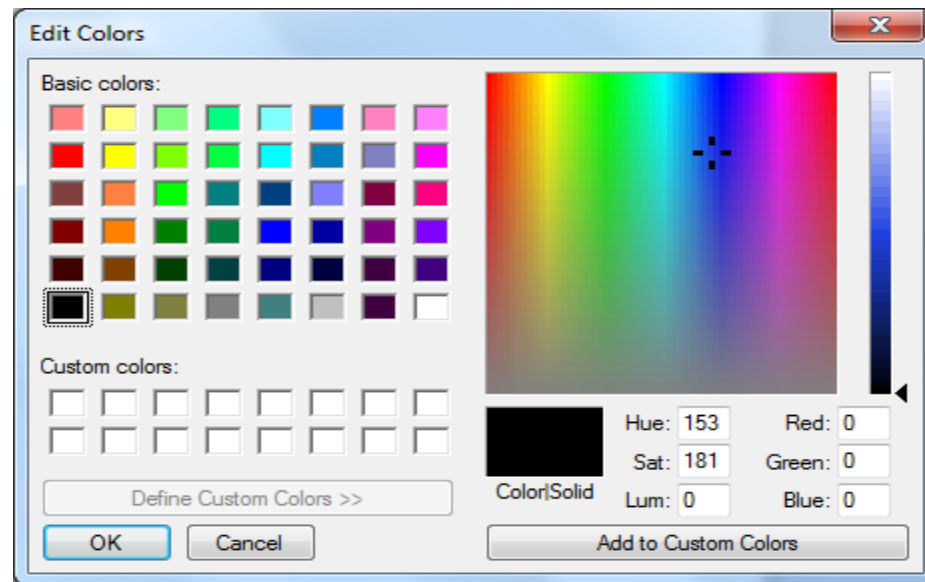 Edit Colors
Basic colors:
Custom colors:
Define Custom Colors >>
OK Cancel
Color|Solid
Hue: 153 Red: 0
Sat: 181 Green: 0
Lum: 0 Blue: 0
Add to Custom Colors